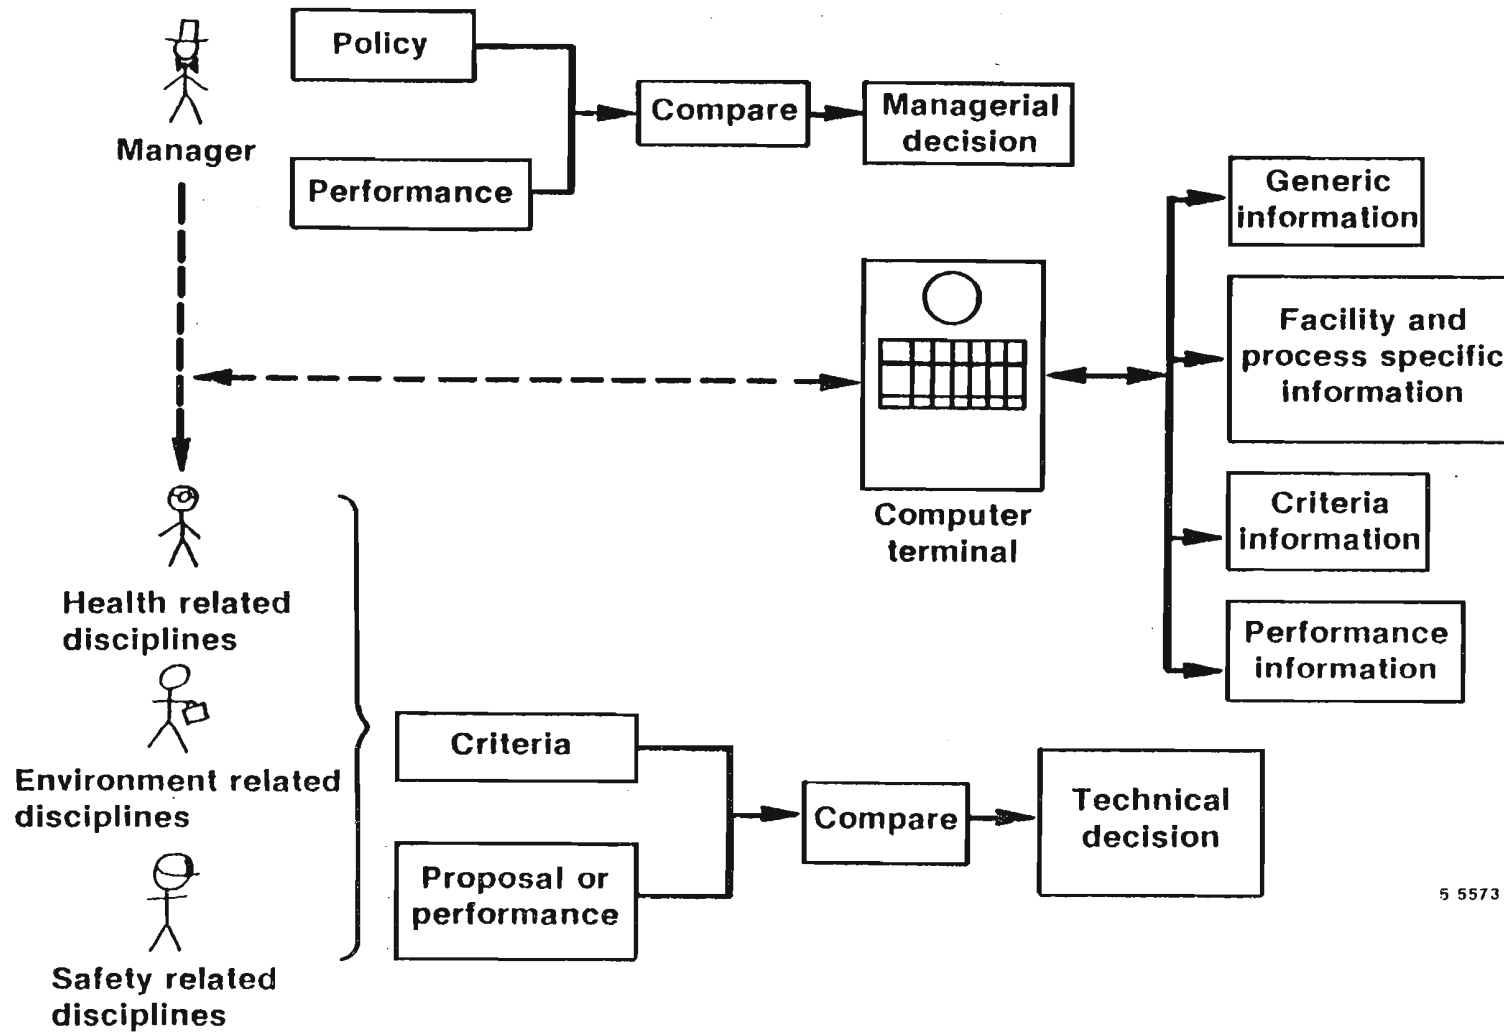 Policy
Manager
Performance
Compare
Managerial
decision
Generic
information
Facility and
process specific
information
Computer
terminal
Criteria
information
Performance
information
Health related
disciplines
Environment related
disciplines
Safety related
disciplines
Criteria
Proposal or
performance
Compare
Technical
decision
5 5573